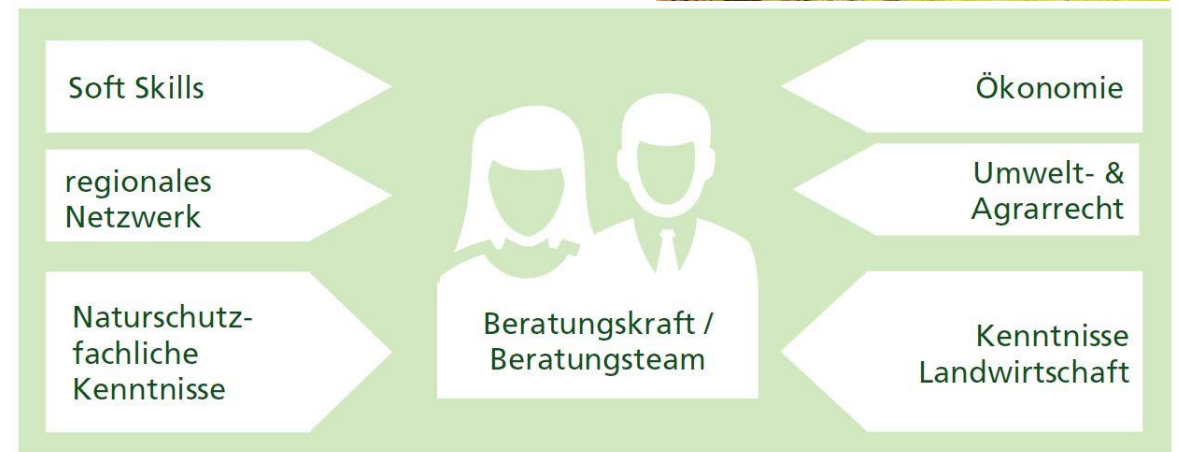 Soft Skills
regionales
Netzwerk
Naturschutz-
fachliche
Kenntnisse
Beratungskraft /
Beratungsteam
Ökonomie
Umwelt- &
Agrarrecht
Kenntnisse
Landwirtschaft